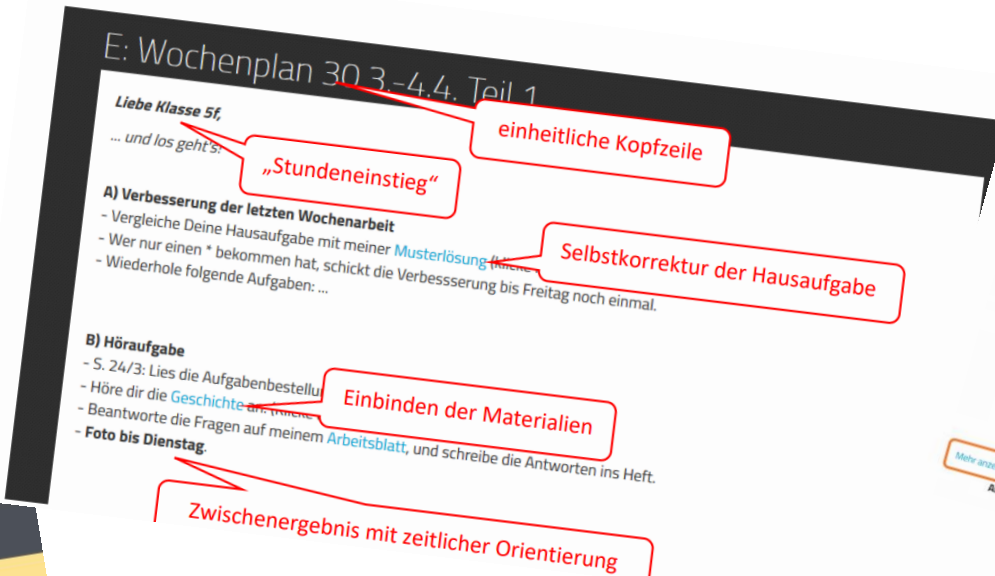 E: Wochenplan 30.3.-4.4. Teil 1
einheitliche Kopfzeile
Liebe Klasse 5f,
... und los geht's!
„Stundeneinstieg“
A) Verbesserung der letzten Wochenarbeit
- Vergleiche Deine Hausaufgabe mit meiner Musterlösung (klicke
Selbstkorrektur der Hausaufgabe
- Wer nur einen * bekommen hat, schickt die Verbessserung bis Freitag noch einmal.
- Wiederhole folgende Aufgaben: ...
B) Höraufgabe
- S. 24/3: Lies die
- Höre dir die Geschichte an. (Klicke
Einbinden der Materialien
- Beantworte die Fragen auf meinem Arbeitsblatt, und schreibe die Antworten ins Heft.
- Foto bis Dienstag.
Mehr
Zwischenergebnis mit zeitlicher Orientierung